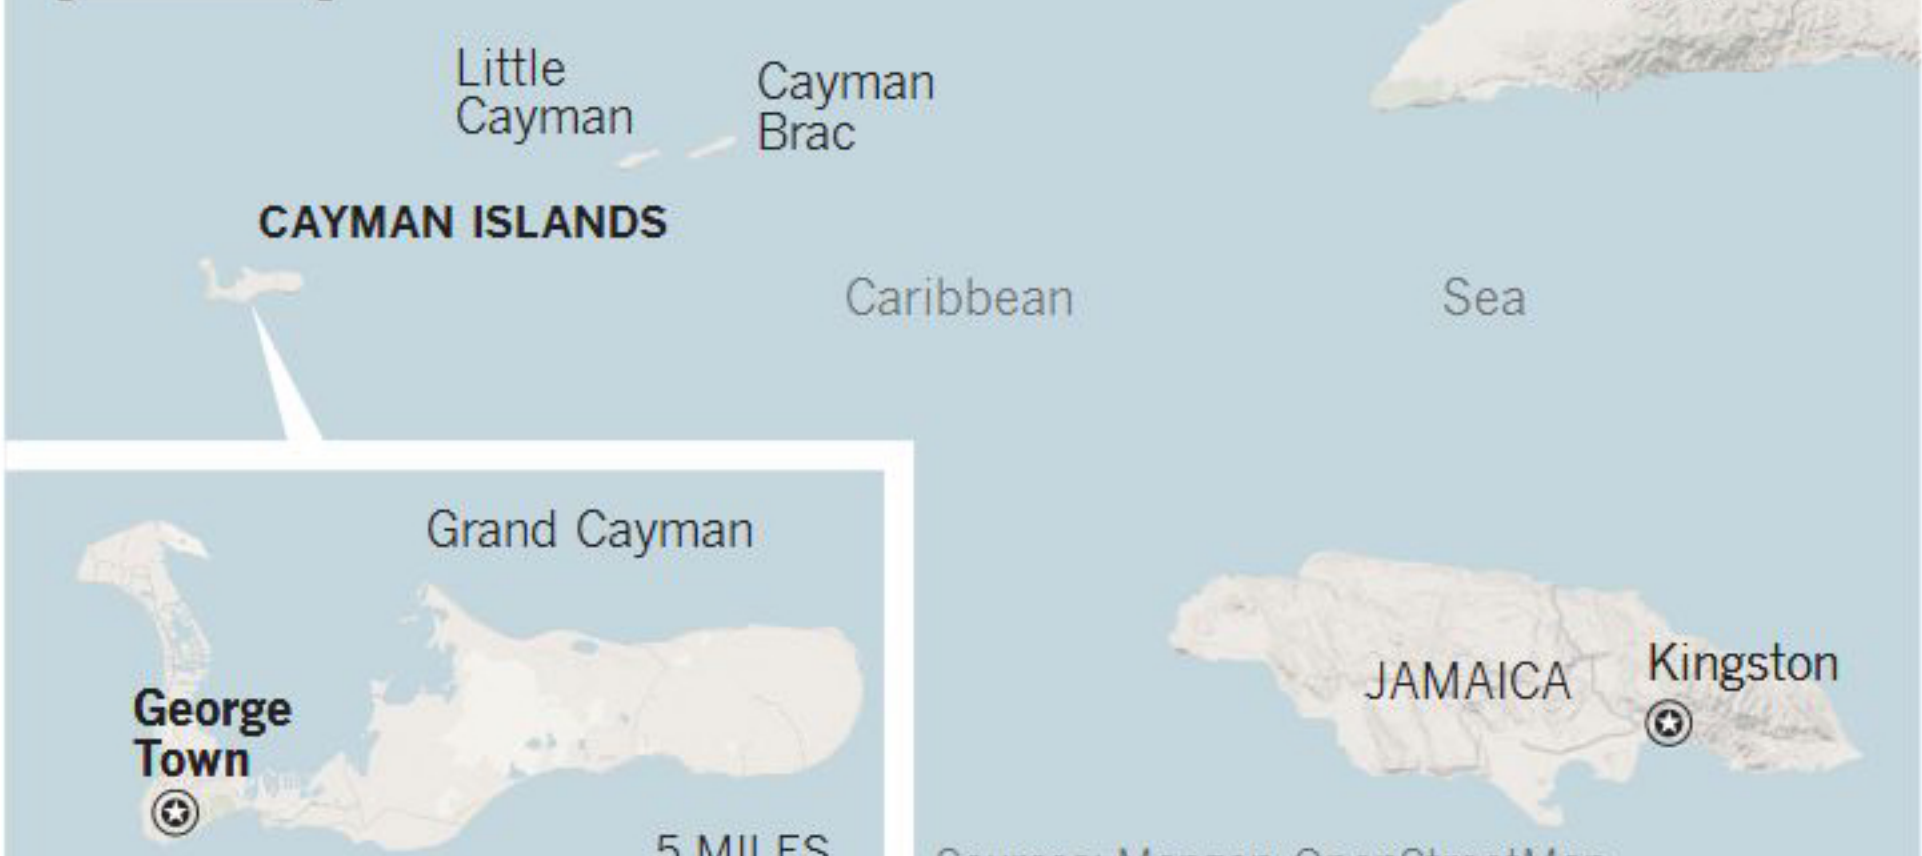 Little
Cayman
Cayman
Brac
CAYMAN ISLANDS
Caribbean Sea
Grand Cayman
George
Town
JAMAICA
Kingston
5 MILES